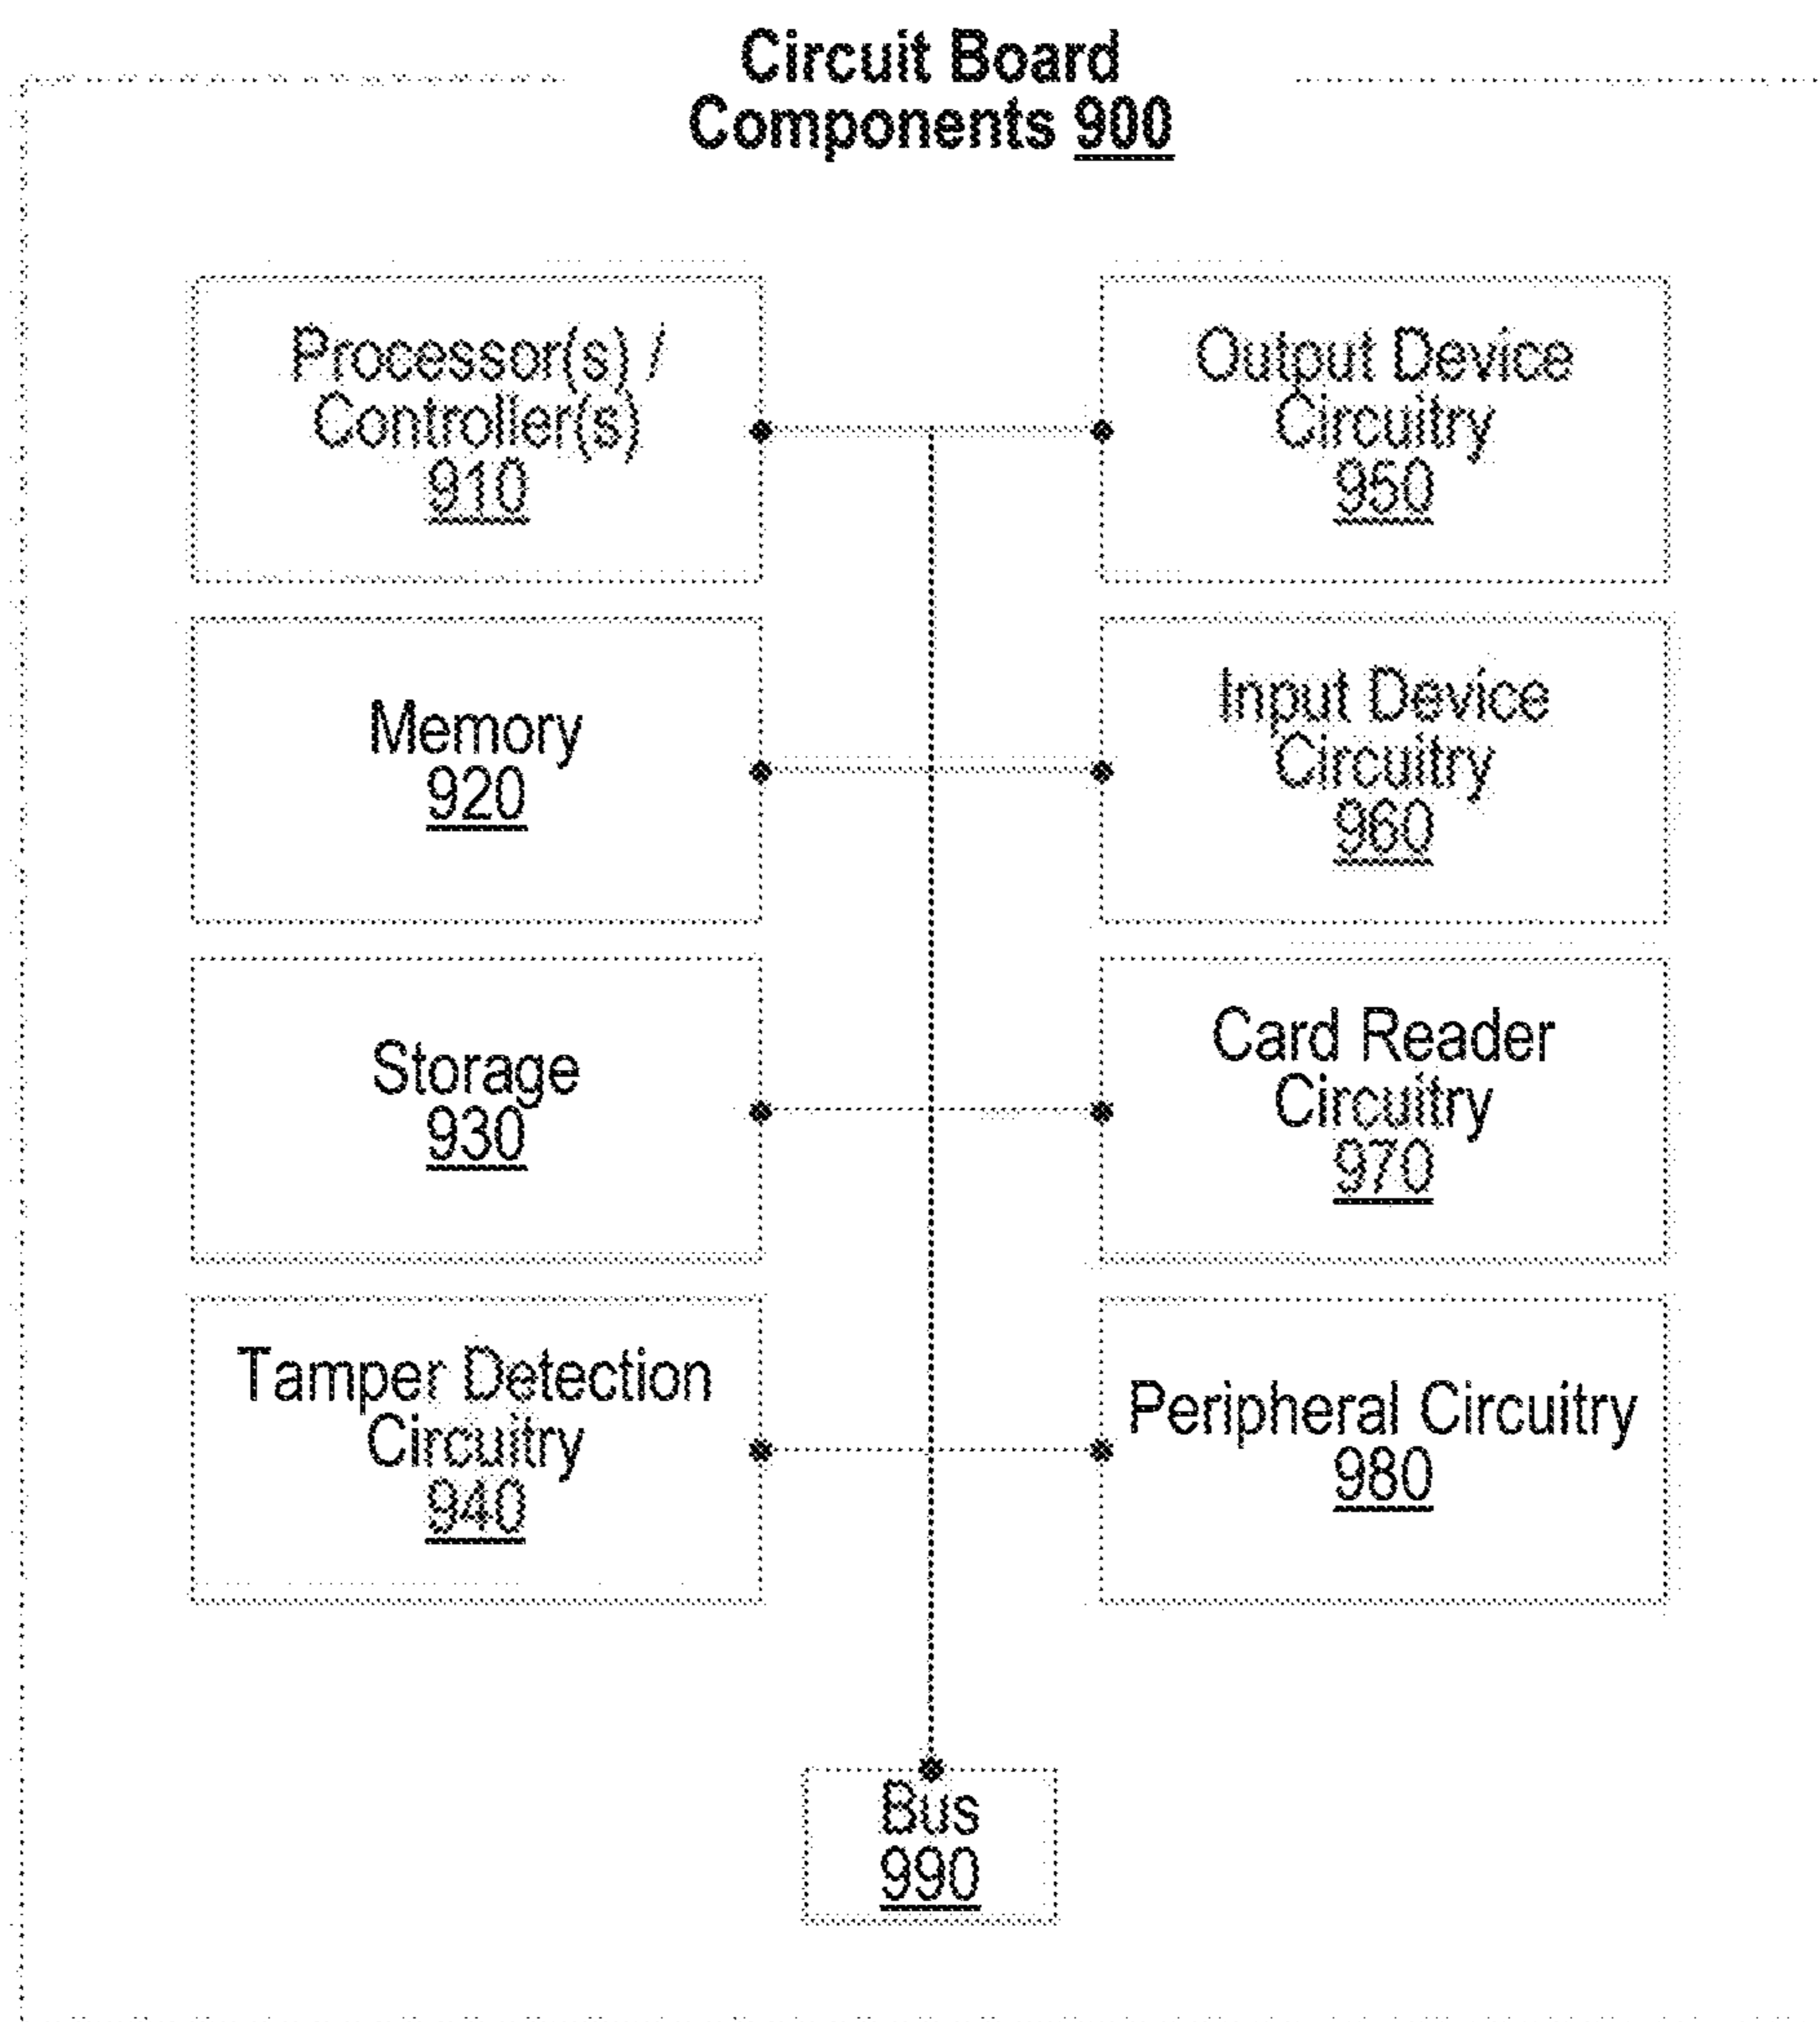 Circuit Board
Components 900
Processor(s) /
Controller(s)
910
Output Device
Circuitry
950
Memory
920
Input Device
Circuitry
960
Storage
930
Card Reader
Circuitry
970
Tamper Detection
Circuitry
940
Peripheral Circuitry
980
Bus
990